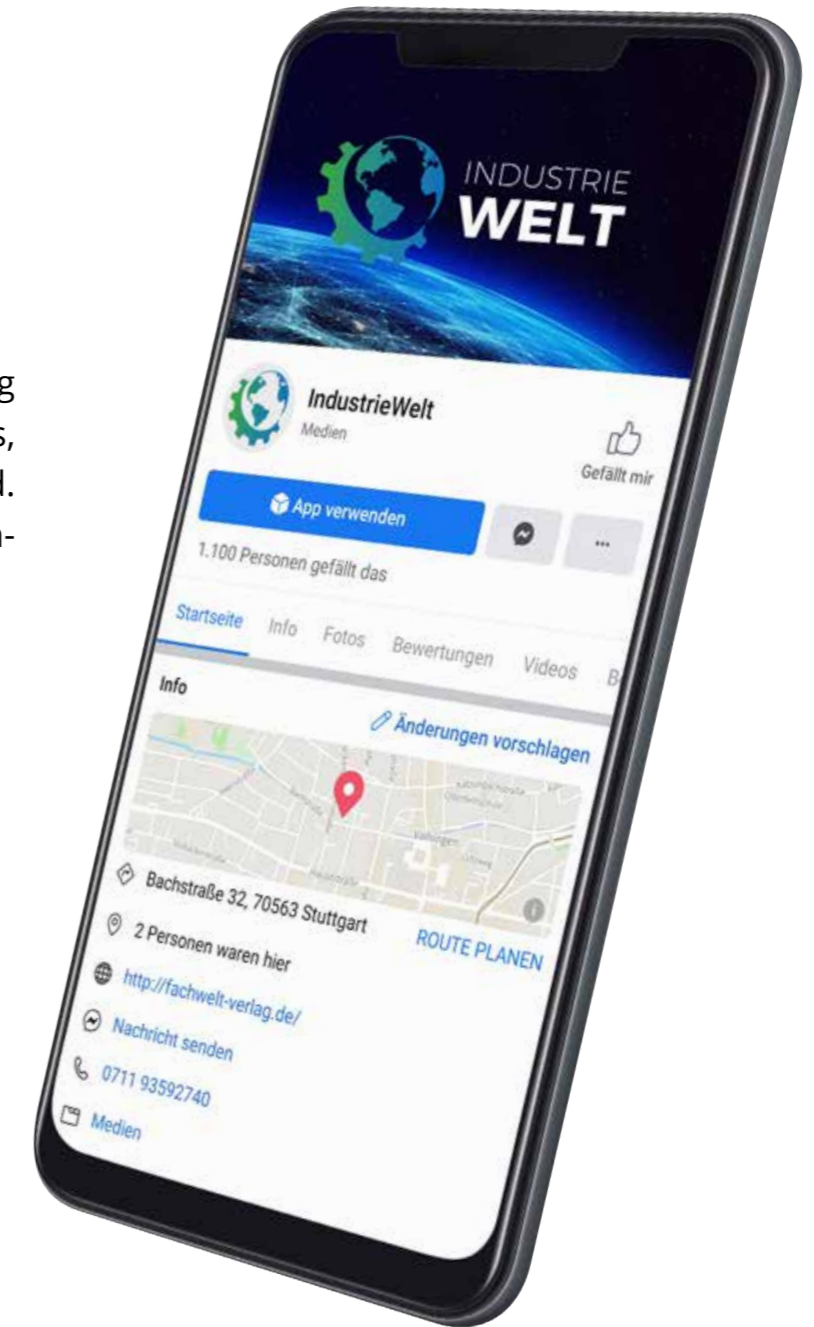 g
s,
d.
n-
INDUSTRIE
WELT
IndustrieWelt
Medien
Gefällt mir
App verwenden
...
1.100 Personen gefällt das
Startseite Info Fotos Bewertungen Videos
Info
Änderungen vorschlagen
Vaihingen
Bachstraße 32, 70563 Stuttgart
ROUTE PLANEN
2 Personen waren hier
http://fachwelt-verlag.de/
Nachricht senden
0711 93592740
Medien